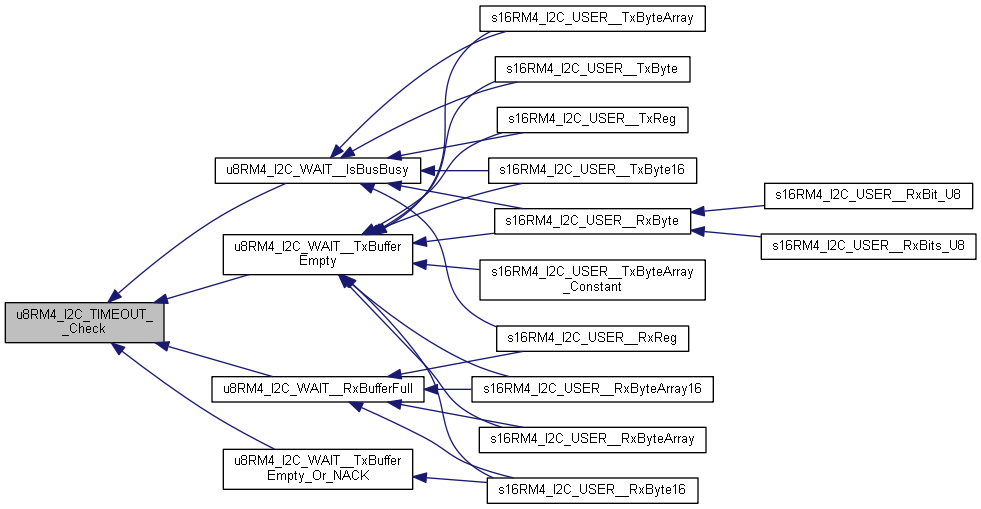 s16RM4_I2C_USER__TxByteArray
s16RM4_I2C_USER__TxByte
s16RM4_I2C_USER__TxReg
u8RM4_I2C_WAIT__IsBusBusy
s16RM4_I2C_USER__TxByte16
s16RM4_I2C_USER__RxBit_U8
s16RM4_I2C_USER__RxByte
s16RM4_I2C_USER__RxBits_U8
u8RM4_I2C_WAIT__TxBuffer
Empty
s16RM4_I2C_USER__TxByteArray
_Constant
u8RM4_I2C_TIMEOUT_
_Check
s16RM4_I2C_USER__RxReg
u8RM4_I2C_WAIT__RxBufferFull
s16RM4_I2C_USER__RxByteArray16
s16RM4_I2C_USER__RxByteArray
u8RM4_I2C_WAIT__TxBuffer
Empty_Or_NACK
s16RM4_I2C_USER__RxByte16